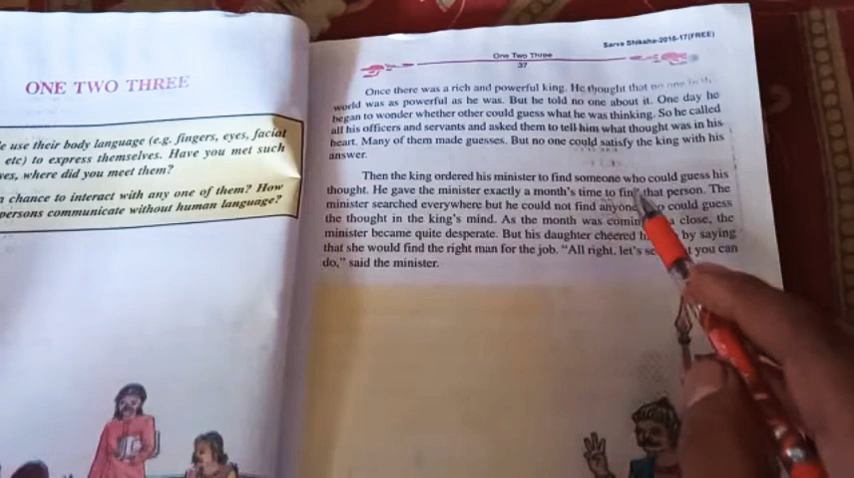 ONE TWO THREE
use their body language (e.g. fingers, eyes, facial
etc) to express themselves. Have you met such
where did you meet them?
chance to interact with any one of them? How
persons communicate without human language?
Sarva Shiksha-2016-17(FREE)
One Two Three
37
Once there was a rich and powerful king. He thought that no one in
world was as powerful as he was. But he told no one about it. One day he
began to wonder whether other could guess what he was thinking. So he called
all his officers and servants and asked them to tell him what thought was in his
heart. Many of them made guesses. But no one could satisfy the king with his
answer.
Then the king ordered his minister to find someone who could guess his
thought. He gave the minister exactly a month's time to that person. The
minister searched everywhere but he could not find anyone could guess
the thought in the king's mind. As the month was a close, the
minister became quite desperate. But his daughter cheered by saying
that she would find the right man for the job. “All right, let's you can
do,” said the minister.